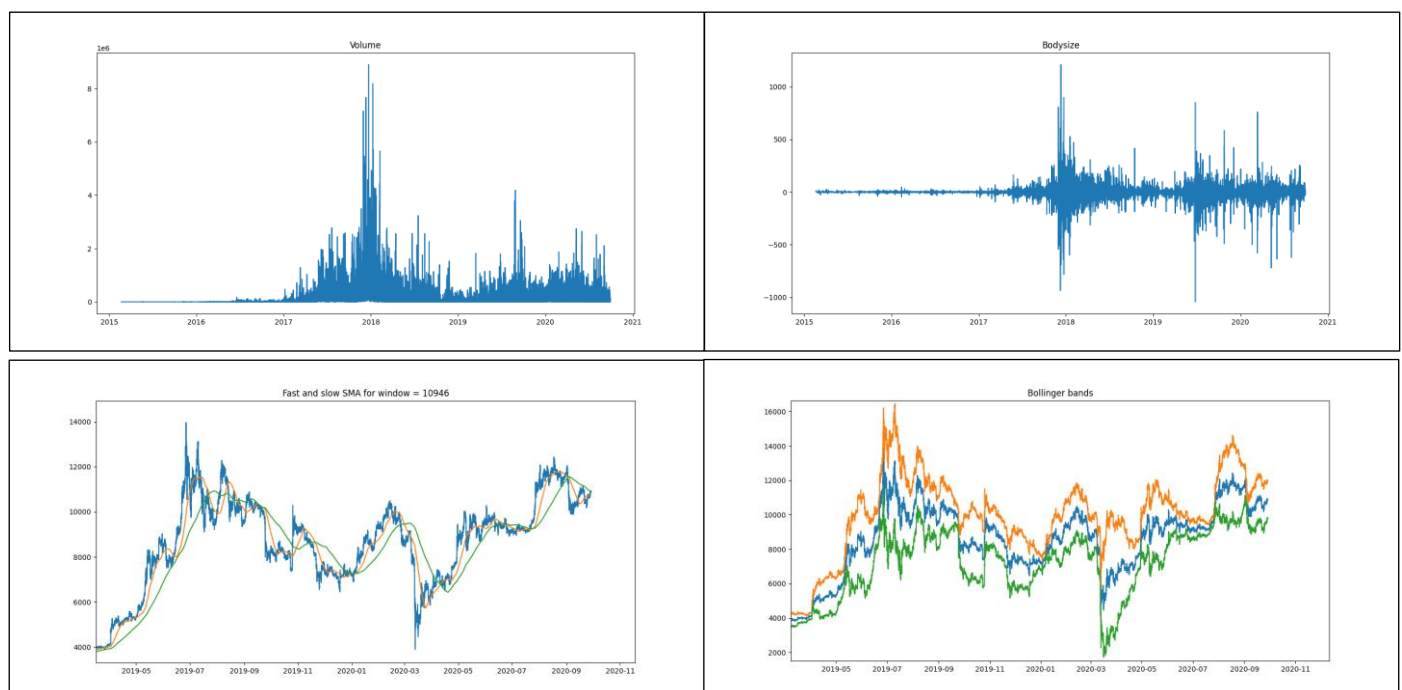 Volume
1e6
8
6
4
2
0
2015 2016 2017 2018 2019 2020 2021
Bodysize
1000
500
0
−500
−1000
2015 2016 2017 2018 2019 2020 2021
Fast and slow SMA for window = 10946
14000
12000
10000
8000
6000
4000
2019-05 2019-07 2019-09 2019-11 2020-01 2020-03 2020-05 2020-07 2020-09 2020-11
Bollinger bands
16000
14000
12000
10000
8000
6000
4000
2000
2019-05 2019-07 2019-09 2019-11 2020-01 2020-03 2020-05 2020-07 2020-09 2020-11